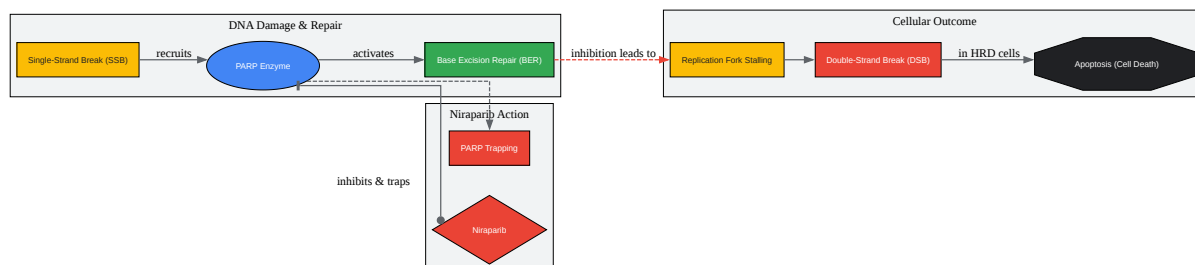 DNA Damage & Repair
Single-Strand Break (SSB)
recruits
PARP Enzyme
activates
Base Excision Repair (BER)
inhibition leads to
Cellular Outcome
Replication Fork Stalling
Double-Strand Break (DSB)
in HRD cells
Apoptosis (Cell Death)
Niraparib Action
PARP Trapping
inhibits & traps
Niraparib